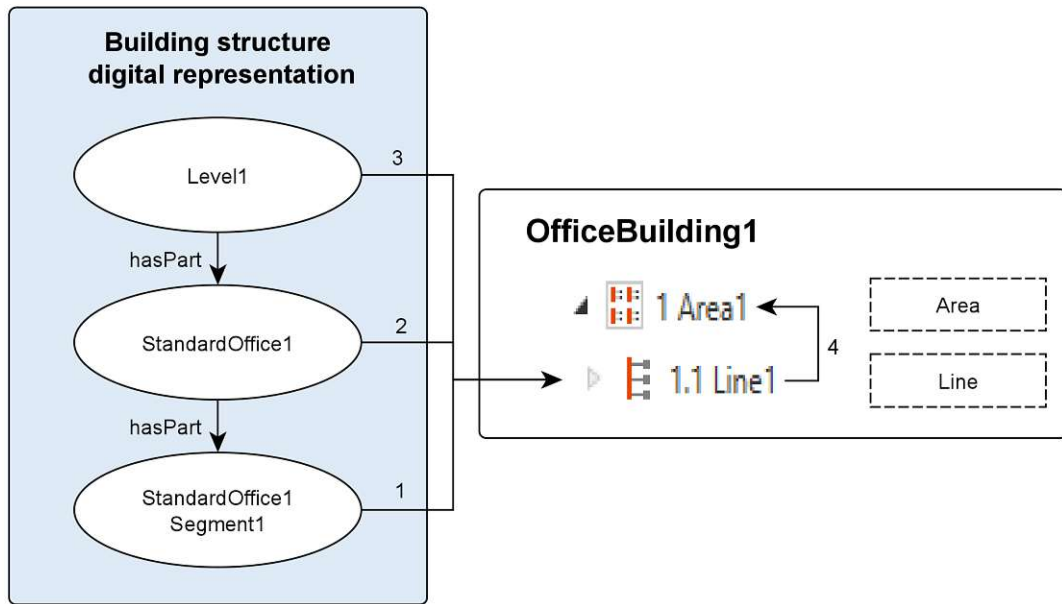 Building structure
digital representation
Level1
3
hasPart
StandardOffice1
2
hasPart
StandardOffice1
Segment1
1
OfficeBuilding1
1 Area1
Area
4
1.1 Line1
Line